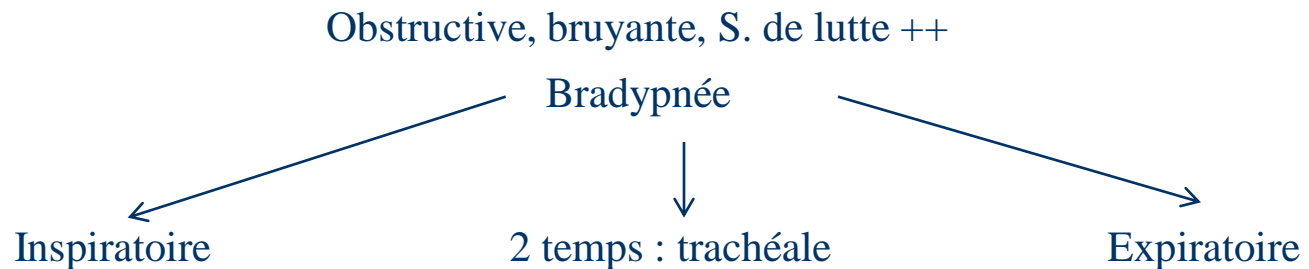 Obstructive, bruyante, S. de lutte ++
Bradypnée
Inspiratoire 2 temps : trachéale Expiratoire